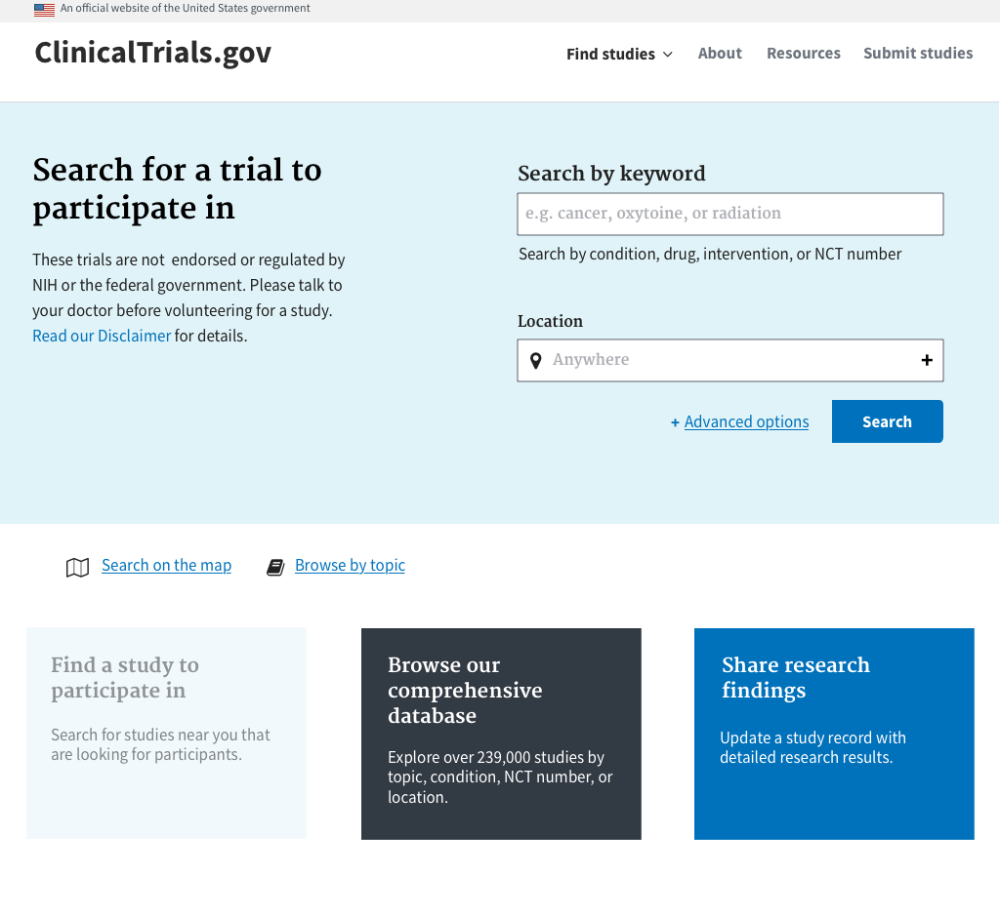 An official website of the United States government
ClinicalTrials.gov
Find studies
About
Resources
Submit studies
Search for a trial to
participate in
These trials are not  endorsed or regulated by
NIH or the federal government. Please talk to
your doctor before volunteering for a study.
Read our Disclaimer for details.
Search by keyword
e.g. cancer, oxytoine, or radiation
Search by condition, drug, intervention, or NCT number
Location
Anywhere +
+ Advanced options
Search
Search on the map
Browse by topic
Find a study to
participate in
Search for studies near you that
are looking for participants.
Browse our
comprehensive
database
Explore over 239,000 studies by
topic, condition, NCT number, or
location.
Share research
findings
Update a study record with
detailed research results.